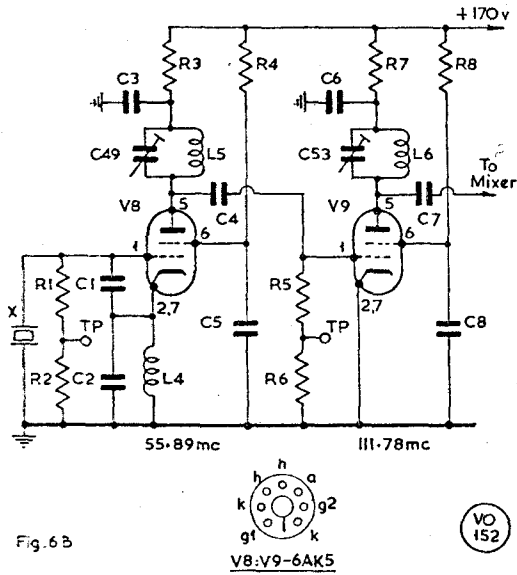 +170v
R3 R4 R7 R8
C3 C6
C49 L5 C53 L6
To
Mixer
V8 5 C4 V9 5 C7
6 6
1 1
R1 C1 R5
2,7 2,7
X TP C5 TP C8
R2 C2 L4 R6
55·89mc 111·78mc
h
h a
k g2
g1 1 k
Fig.6B
V8:V9-6AK5
VO
152